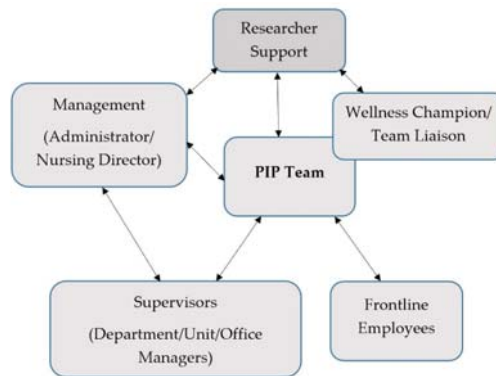 Researcher
Support
Management
(Administrator/
Nursing Director)
Wellness Champion/
Team Liaison
PIP Team
Supervisors
(Department/Unit/Office
Managers)
Frontline
Employees